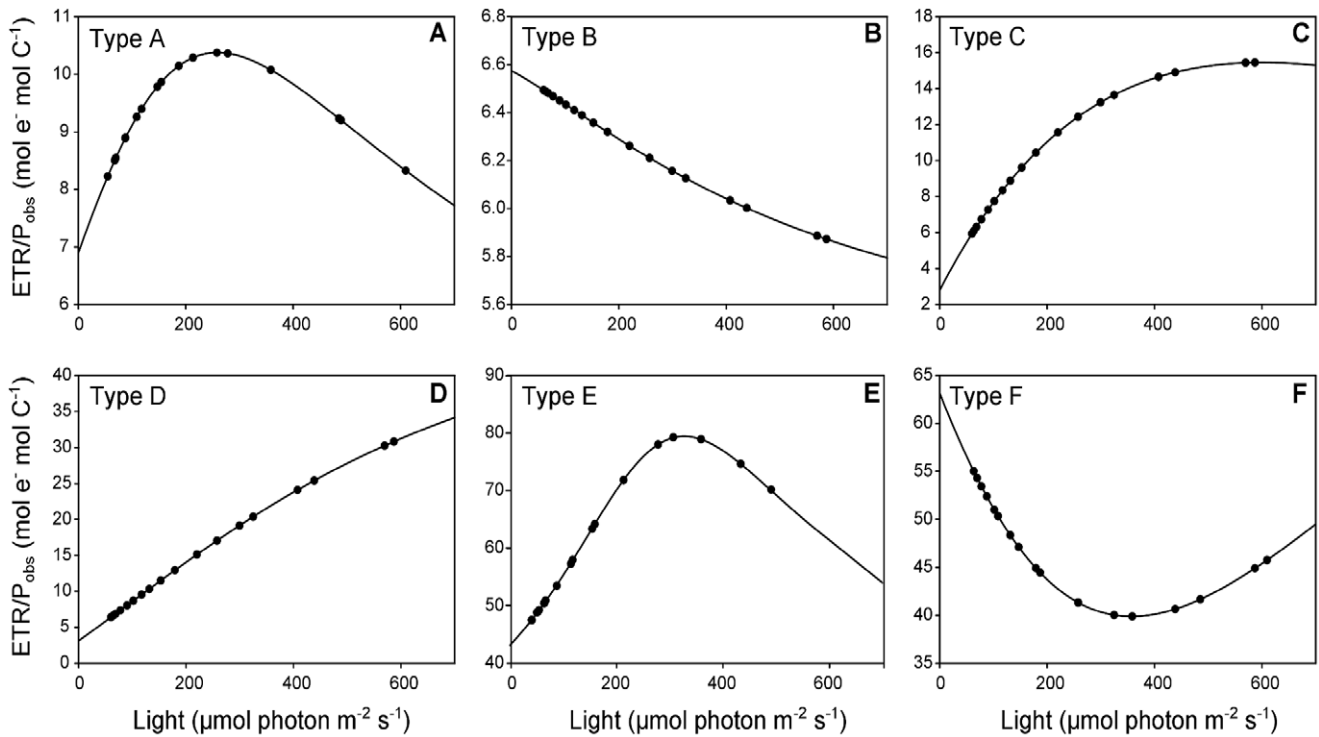 ETR/Pobs (mol e- mol C-1)
Type A
A
11
10
9
8
7
6
0 200 400 600
Type B
B
6.8
6.6
6.4
6.2
6.0
5.8
5.6
0 200 400 600
Type C
C
18
16
14
12
10
8
6
4
2
0 200 400 600
ETR/Pobs (mol e- mol C-1)
Type D
D
40
35
30
25
20
15
10
5
0
0 200 400 600
Light (µmol photon m-2 s-1)
Type E
E
90
80
70
60
50
40
0 200 400 600
Light (µmol photon m-2 s-1)
Type F
F
65
60
55
50
45
40
35
0 200 400 600
Light (µmol photon m-2 s-1)